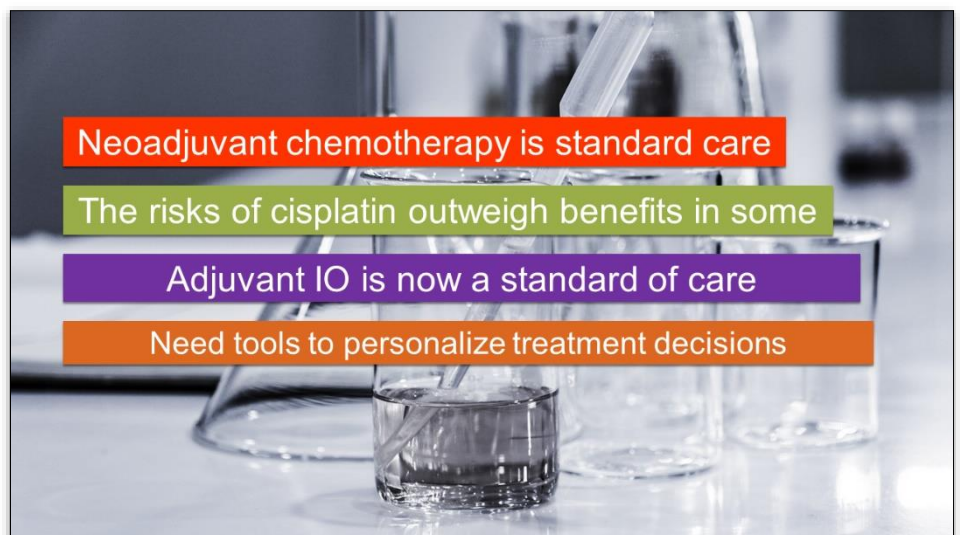 Neoadjuvant chemotherapy is standard care
The risks of cisplatin outweigh benefits in some
Adjuvant IO is now a standard of care
Need tools to personalize treatment decisions